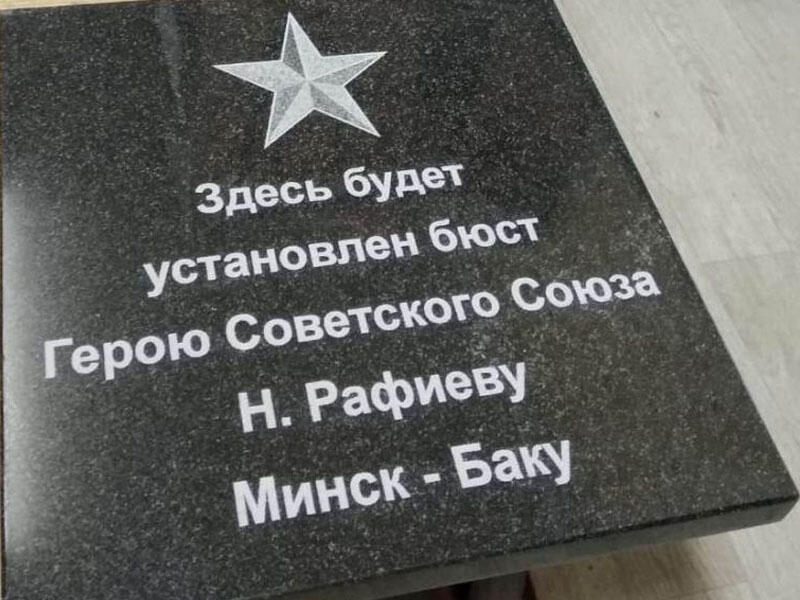 Здесь будет
установлен бюст
Герою Советского Союза
Н. Рафиеву
Минск - Баку